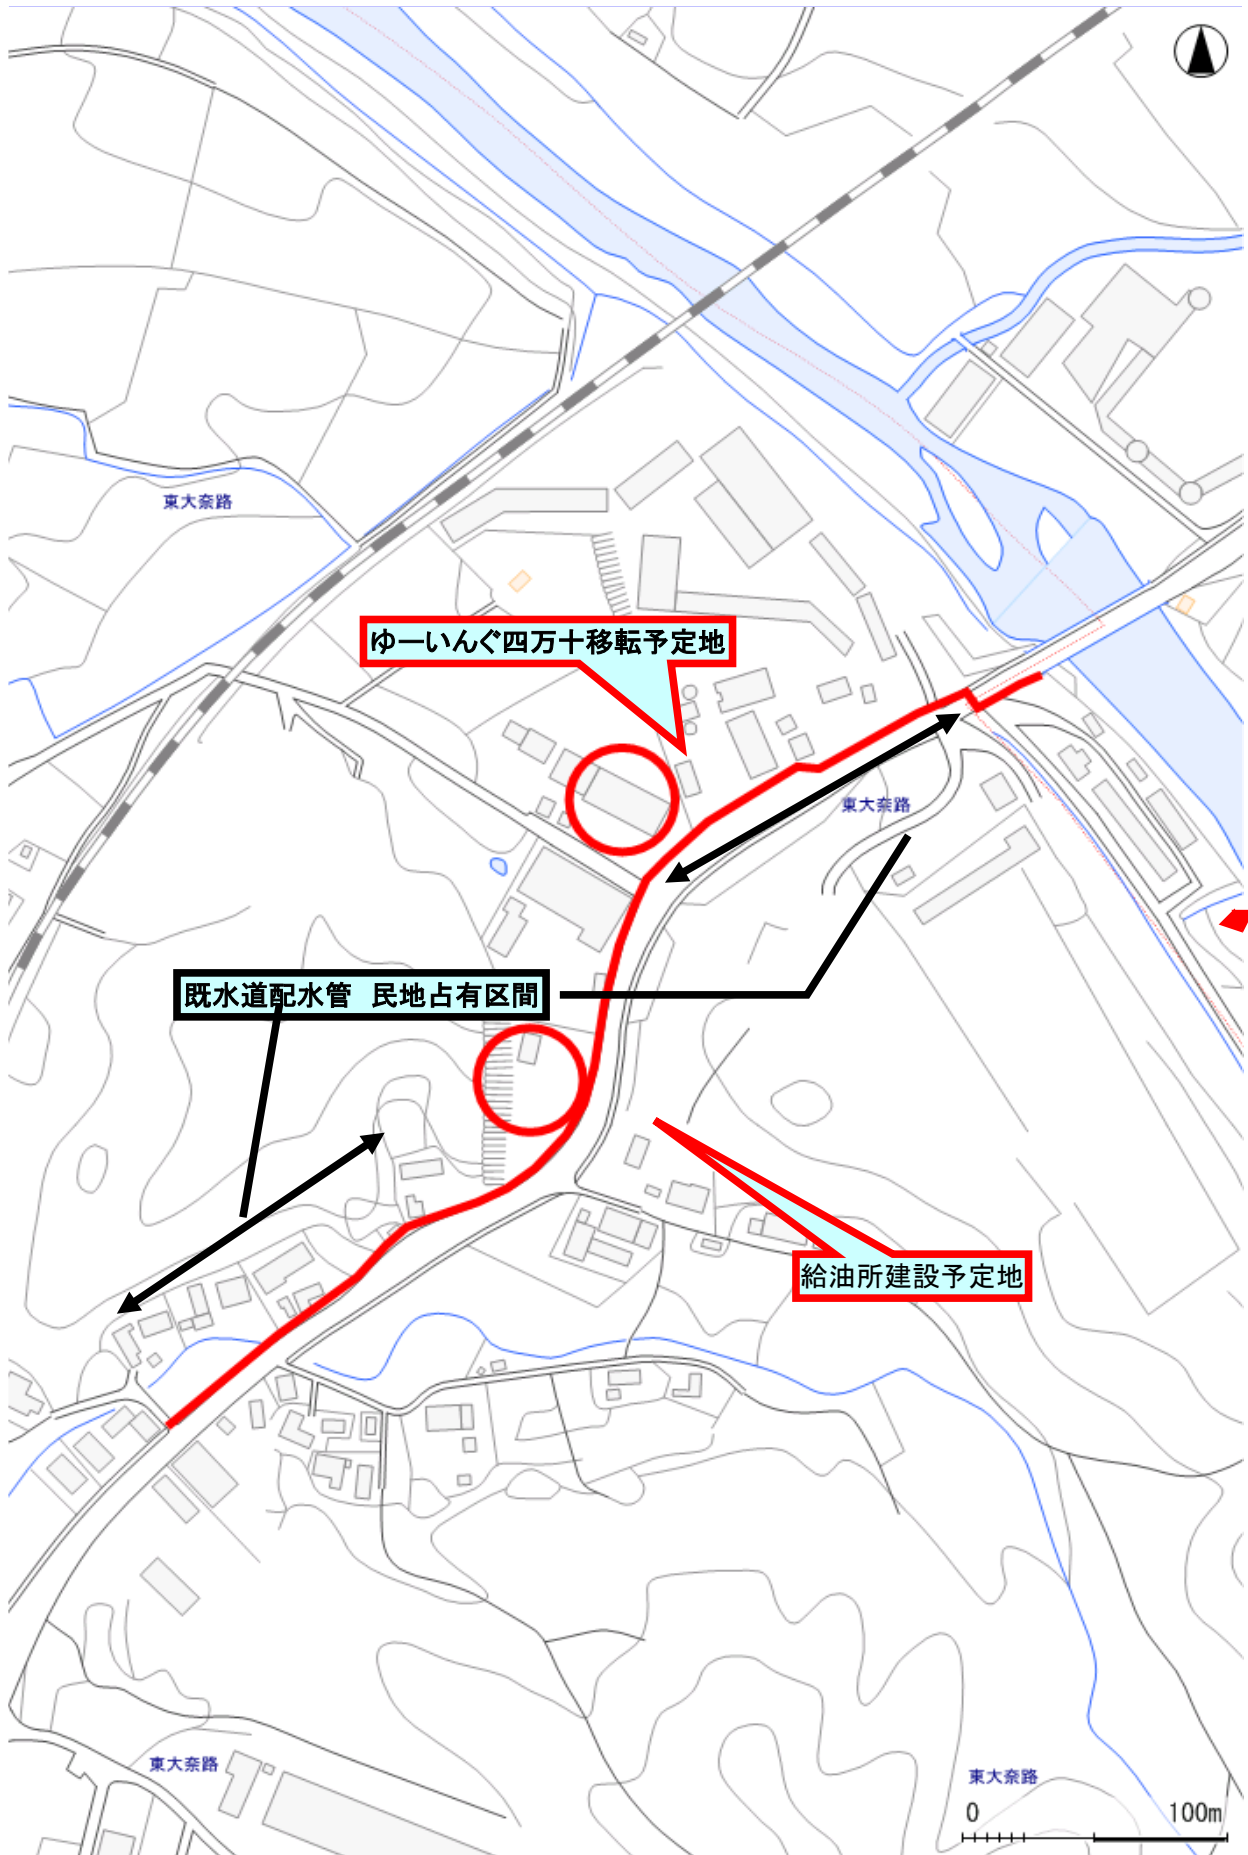 東大奈路
ゆーいんぐ四万十移転予定地
東大奈路
既水道配水管　民地占有区間
給油所建設予定地
東大奈路
東大奈路
0 100m